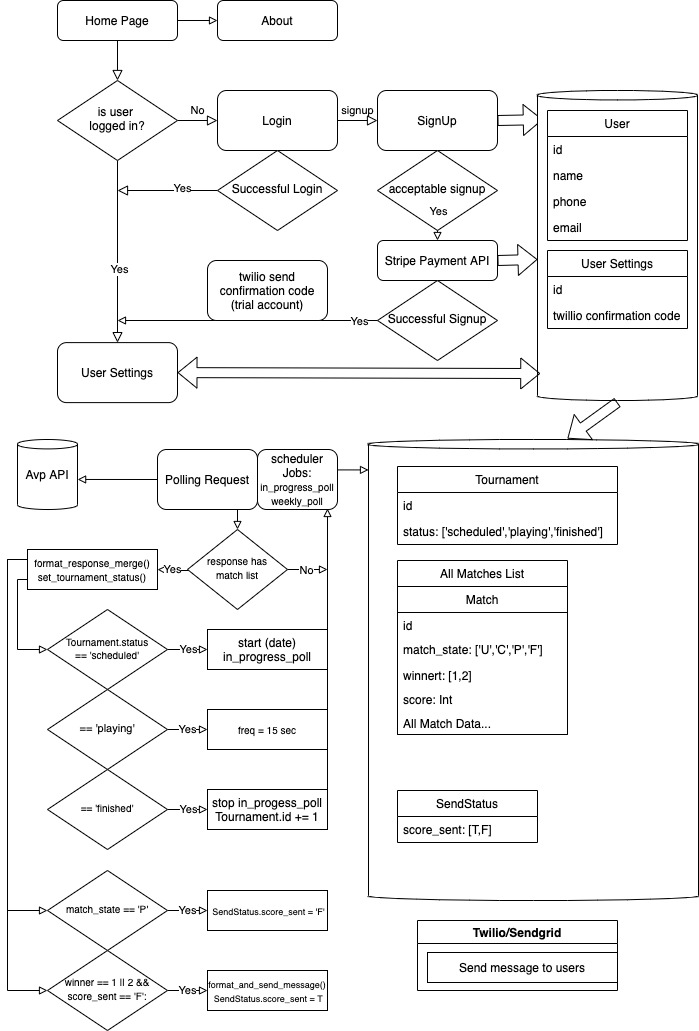 Home Page
About
is user
logged in?
No
Login
signup
SignUp
User
id
name
phone
email
Successful Login
Yes
acceptable signup
Yes
Stripe Payment API
User Settings
id
twillio confirmation code
Yes
twilio send
confirmation code
(trial account)
Yes
Successful Signup
User Settings
Avp API
Polling Request
scheduler
Jobs:
in_progress_poll
weekly_poll
Tournament
id
status: ['scheduled','playing','finished']
format_response_merge()
set_tournament_status()
Yes
response has
match list
No
All Matches List
Match
id
match_state: ['U','C','P','F']
winnert: [1,2]
score: Int
All Match Data...
Tournament.status
== 'scheduled'
Yes
start (date)
in_progress_poll
== 'playing'
Yes
freq = 15 sec
== 'finished'
Yes
stop in_progess_poll
Tournament.id += 1
SendStatus
score_sent: [T,F]
match_state == 'P'
Yes
SendStatus.score_sent = 'F'
winner == 1 || 2 &&
score_sent == 'F':
Yes
format_and_send_message()
SendStatus.score_sent = T
Twilio/Sendgrid
Send message to users